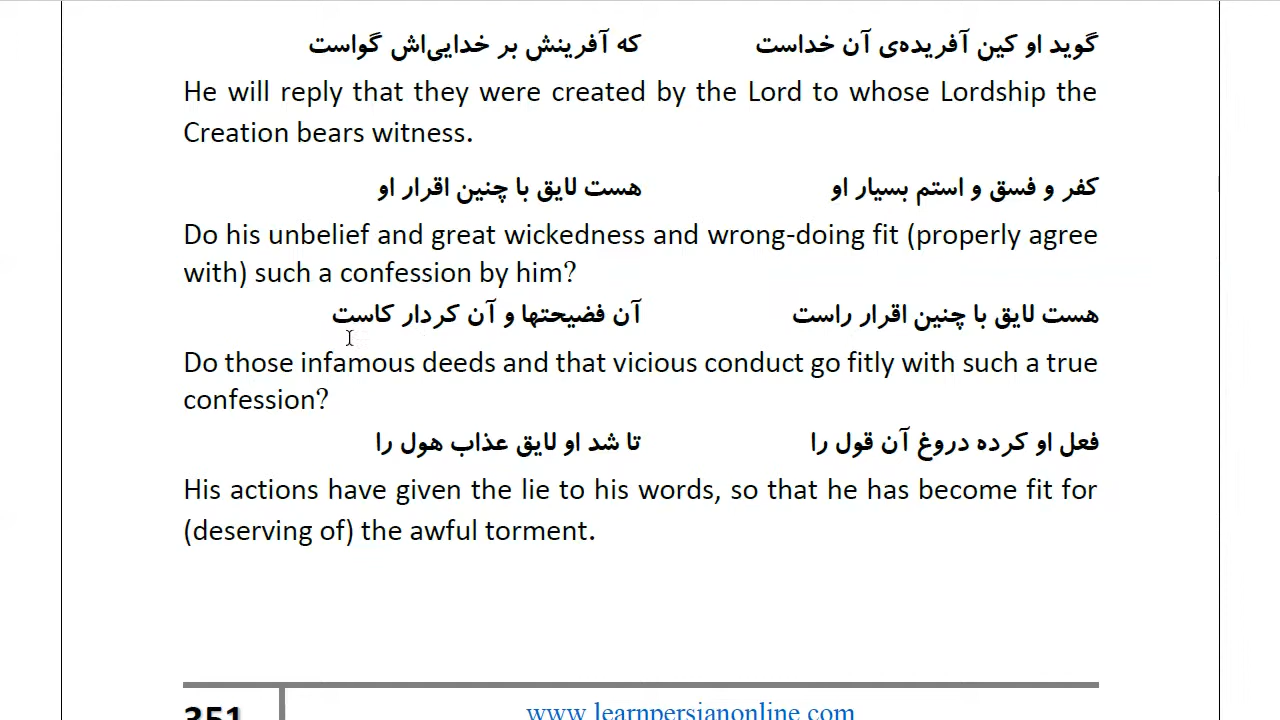 گوید او کین آفریده‌ی آن خداست که آفرینش بر خدایی‌اش گواست
He will reply that they were created by the Lord to whose Lordship the
Creation bears witness.
کفر و فسق و استم بسیار او هست لایق با چنین اقرار او
Do his unbelief and great wickedness and wrong-doing fit (properly agree
with) such a confession by him?
هست لایق با چنین اقرار راست آن فضیحتها و آن کردار کاست
Do those infamous deeds and that vicious conduct go fitly with such a true
confession?
فعل او کرده دروغ آن قول را تا شد او لایق عذاب هول را
His actions have given the lie to his words, so that he has become fit for
(deserving of) the awful torment.
351 www.learnpersianonline.com